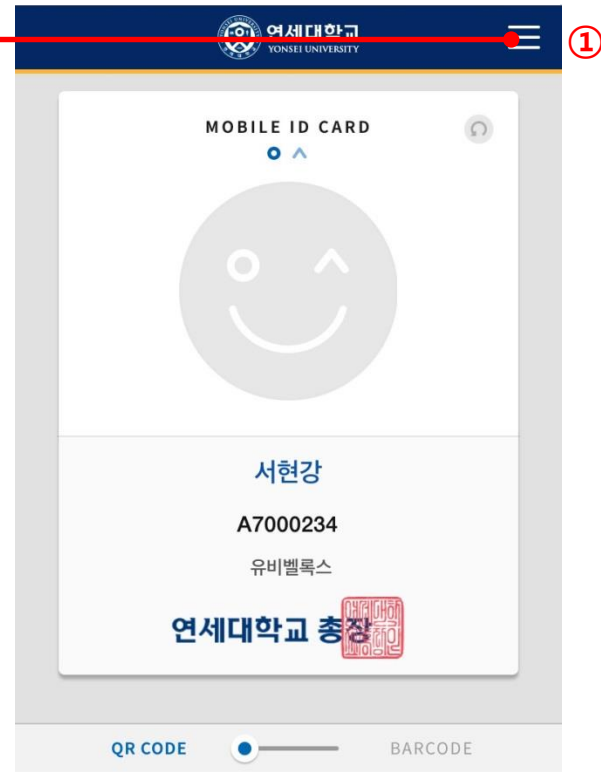 연세대학교
YONSEI UNIVERSITY
①
MOBILE ID CARD
서현강
A7000234
유비벨록스
연세대학교 총장
QR CODE
BARCODE